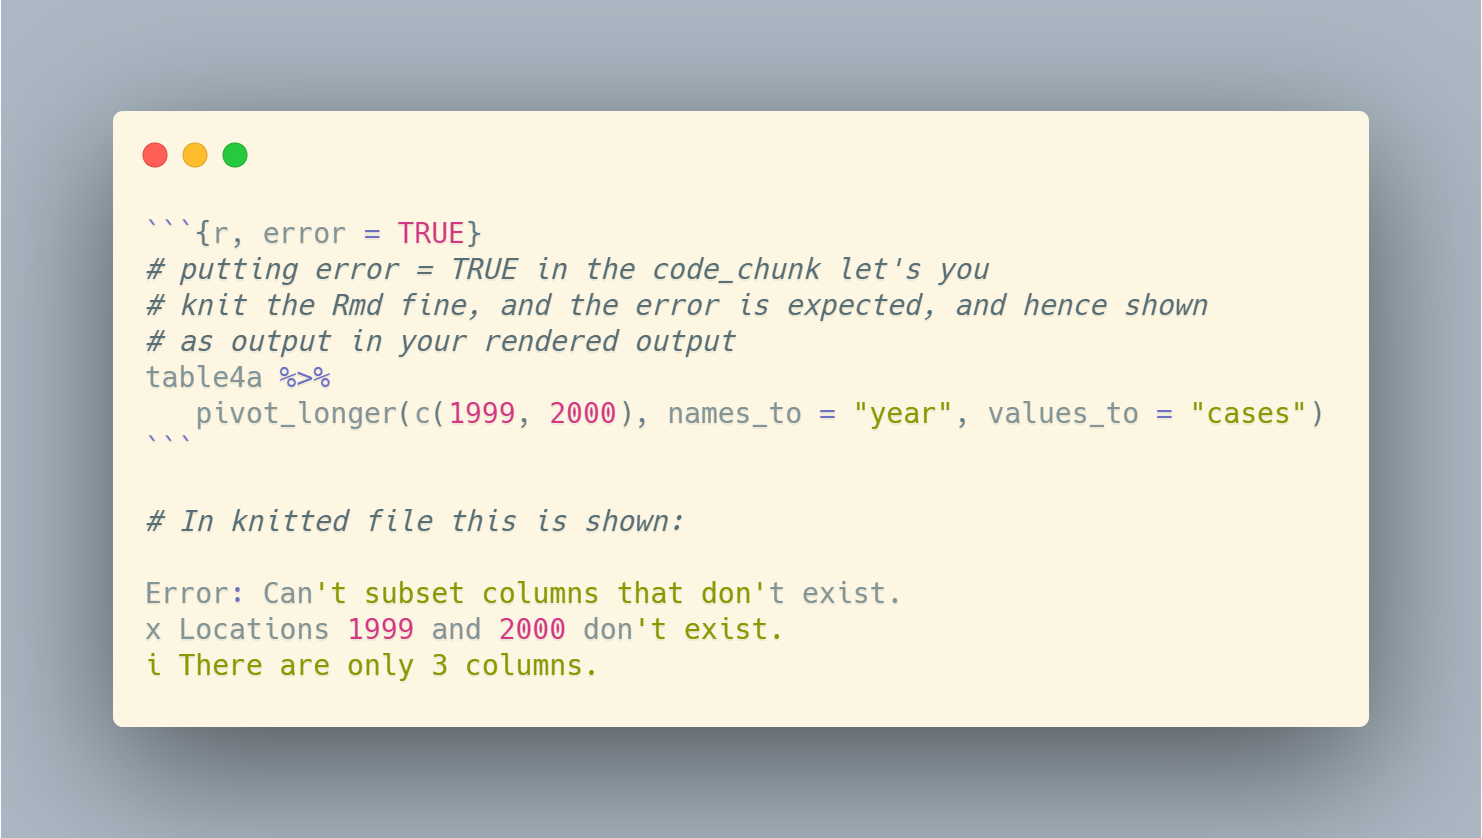 ```{r, error = TRUE}
# putting error = TRUE in the code_chunk let's you
# knit the Rmd fine, and the error is expected, and hence shown
# as output in your rendered output
table4a %>%
   pivot_longer(c(1999, 2000), names_to = "year", values_to = "cases")
```
# In knitted file this is shown:
Error: Can't subset columns that don't exist.
x Locations 1999 and 2000 don't exist.
i There are only 3 columns.